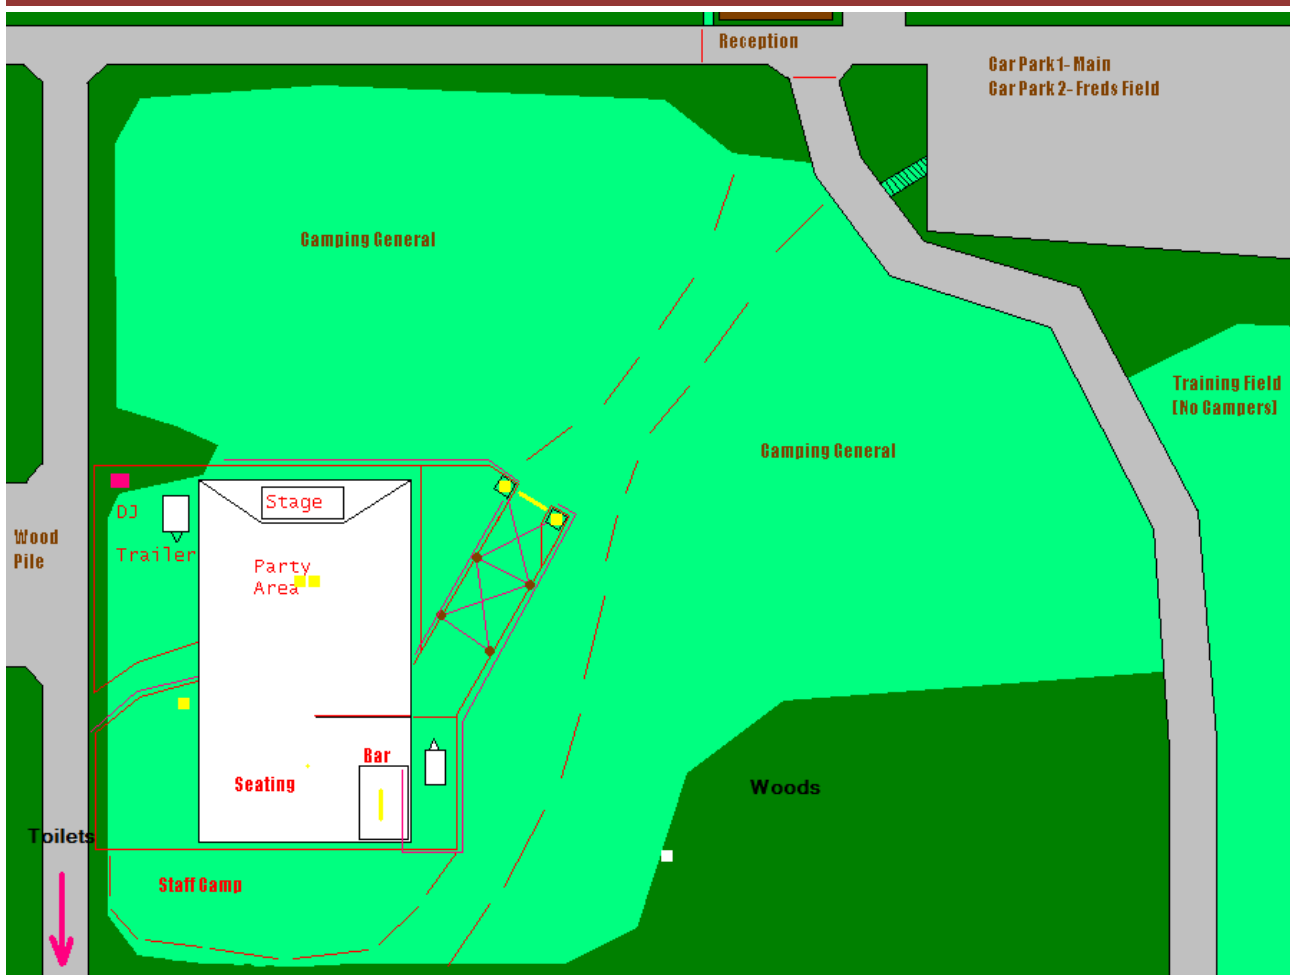 Reception
Car Park 1- Main
Car Park 2- Freds Field
Camping General
Training Field
[No Campers]
Camping General
Stage
DJ
Wood
Pile
Trailer
Party
Area
Bar
Seating
Woods
Toilets
Staff Camp